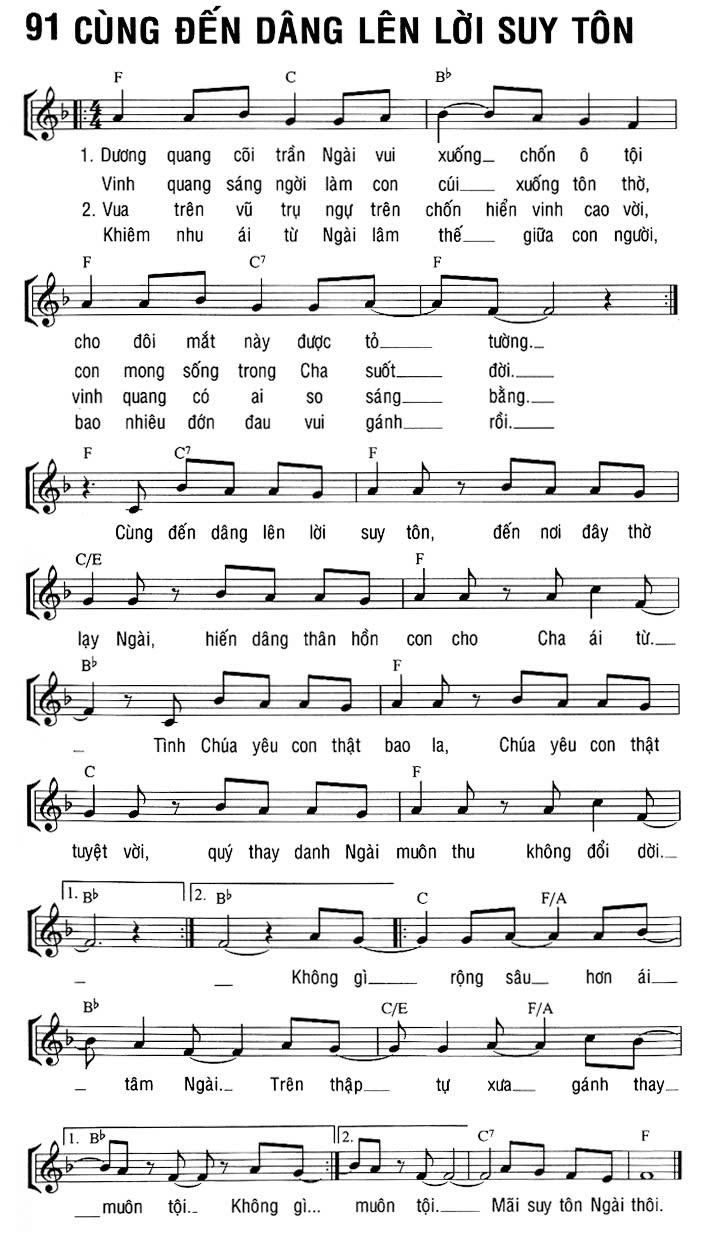 91 CÙNG ĐẾN DÂNG LÊN LỜI SUY TÔN
F C B♭
4/4
1. Dương quang cõi trần Ngài vui xuống chốn ô tội
Vinh quang sáng ngời làm con cúi xuống tôn thờ,
2. Vua trên vũ trụ ngự trên chốn hiển vinh cao vời,
Khiêm nhu ái từ Ngài lâm thế giữa con người,
F C7 F
cho đôi mắt này được tỏ tường.
con mong sống trong Cha suốt đời.
vinh quang có ai so sáng bằng.
bao nhiêu đớn đau vui gánh rồi.
F C7 F
Cùng đến dâng lên lời suy tôn, đến nơi đây thờ
C/E F
lạy Ngài, hiến dâng thân hồn con cho Cha ái từ.
B♭ F
Tình Chúa yêu con thật bao la, Chúa yêu con thật
C F
tuyệt vời, quý thay danh Ngài muôn thu không đổi dời.
1. B♭ 2. B♭ C F/A
Không gì rộng sâu hơn ái
B♭ C/E F/A
tâm Ngài. Trên thập tự xưa gánh thay
1. B♭ 2. C7 F
muôn tội. Không gì... muôn tội. Mãi suy tôn Ngài thôi.